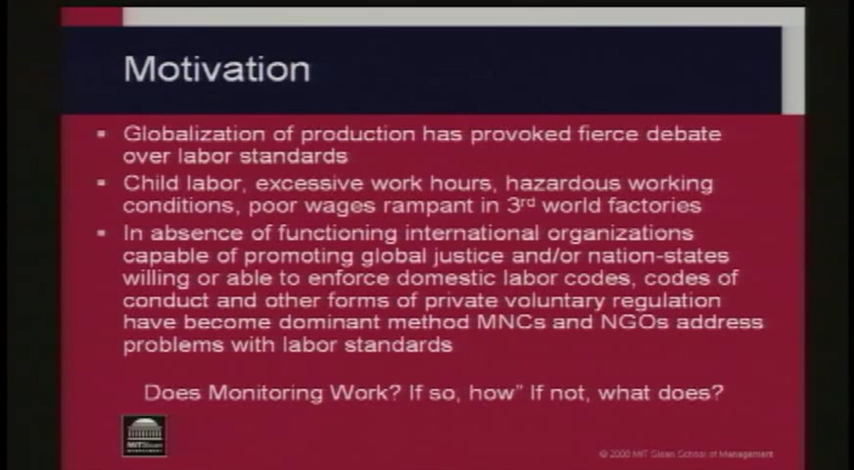 Motivation
Globalization of production has provoked fierce debate
over labor standards
Child labor, excessive work hours, hazardous working
conditions, poor wages rampant in 3rd world factories
In absence of functioning international organizations
capable of promoting global justice and/or nation-states
willing or able to enforce domestic labor codes, codes of
conduct and other forms of private voluntary regulation
have become dominant method MNCs and NGOs address
problems with labor standards
Does Monitoring Work? If so, how” If not, what does?
MIT
MIT Sloan School of Management